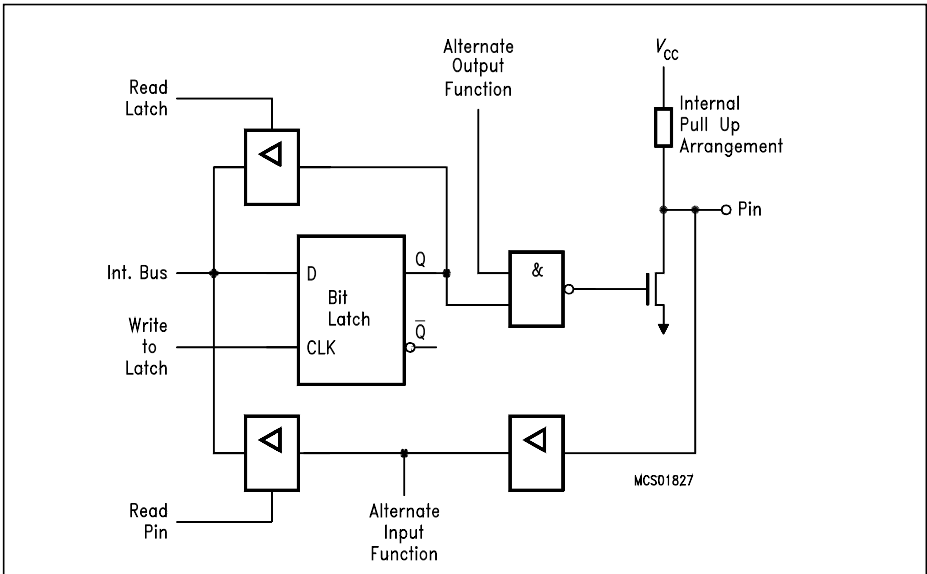 Alternate
Output
Function
V_CC
Read
Latch
Internal
Pull Up
Arrangement
Pin
Int. Bus
D
Q
&
Bit
Latch
Q̅
Write
to
Latch
CLK
MCS01827
Read
Pin
Alternate
Input
Function